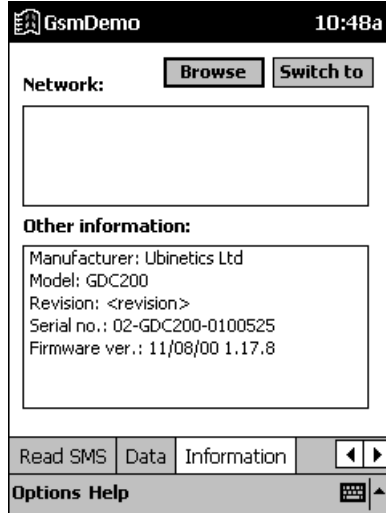 GsmDemo 10:48a
Network: Browse Switch to
Other information:
Manufacturer: Ubinetics Ltd
Model: GDC200
Revision: <revision>
Serial no.: 02-GDC200-0100525
Firmware ver.: 11/08/00 1.17.8
Read SMS Data Information
Options Help